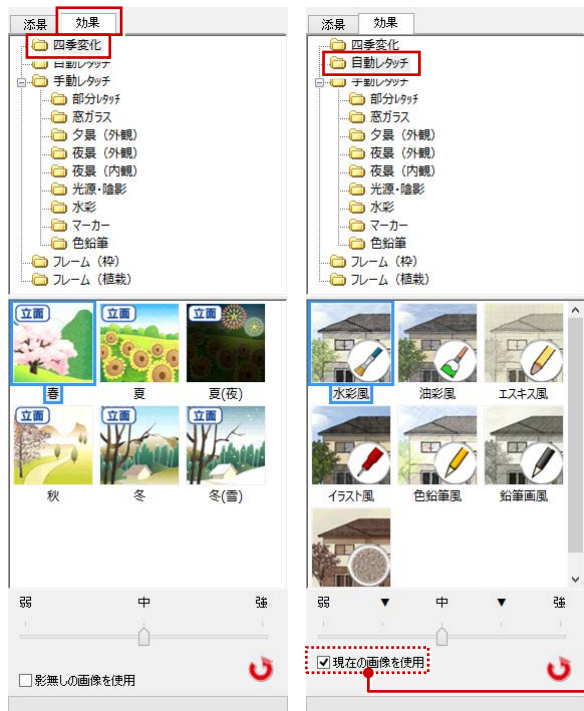 添景 効果
四季変化
自動レタッチ
手動レタッチ
部分レタッチ
窓ガラス
夕景（外観）
夜景（外観）
夜景（内観）
光源・陰影
水彩
マーカー
色鉛筆
フレーム（枠）
フレーム（植栽）
立面 立面 立面
春 夏 夏(夜)
立面 立面 立面
秋 冬 冬(雪)
弱 中 強
影無しの画像を使用
添景 効果
四季変化
自動レタッチ
手動レタッチ
部分レタッチ
窓ガラス
夕景（外観）
夜景（外観）
夜景（内観）
光源・陰影
水彩
マーカー
色鉛筆
フレーム（枠）
フレーム（植栽）
水彩風 油彩風 エスキス風
イラスト風 色鉛筆風 鉛筆画風
弱 ▼ 中 ▼ 強
現在の画像を使用